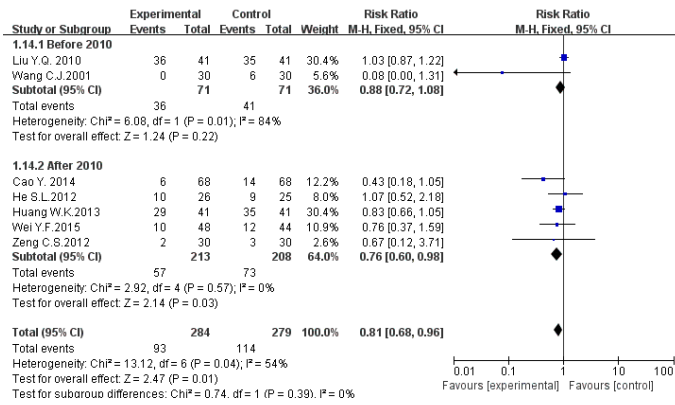 Experimental Control Risk Ratio Risk Ratio
Study or Subgroup Events Total Events Total Weight M-H, Fixed, 95% CI M-H, Fixed, 95% CI
1.14.1 Before 2010
Liu Y.Q. 2010 36 41 35 41 30.4% 1.03 [0.87, 1.22]
Wang C.J.2001 0 30 6 30 5.6% 0.08 [0.00, 1.31]
Subtotal (95% CI) 71 71 36.0% 0.88 [0.72, 1.08]
Total events 36 41
Heterogeneity: Chi² = 6.08, df = 1 (P = 0.01); I² = 84%
Test for overall effect: Z = 1.24 (P = 0.22)
1.14.2 After 2010
Cao Y. 2014 6 68 14 68 12.2% 0.43 [0.18, 1.05]
He S.L.2012 10 26 9 25 8.0% 1.07 [0.52, 2.18]
Huang W.K.2013 29 41 35 41 30.4% 0.83 [0.66, 1.05]
Wei Y.F.2015 10 48 12 44 10.9% 0.76 [0.37, 1.59]
Zeng C.S.2012 2 30 3 30 2.6% 0.67 [0.12, 3.71]
Subtotal (95% CI) 213 208 64.0% 0.76 [0.60, 0.98]
Total events 57 73
Heterogeneity: Chi² = 2.92, df = 4 (P = 0.57); I² = 0%
Test for overall effect: Z = 2.14 (P = 0.03)
Total (95% CI) 284 279 100.0% 0.81 [0.68, 0.96]
Total events 93 114
Heterogeneity: Chi² = 13.12, df = 6 (P = 0.04); I² = 54%
Test for overall effect: Z = 2.47 (P = 0.01)
Test for subgroup differences: Chi² = 0.74, df = 1 (P = 0.39), I² = 0%
0.01 0.1 1 10 100
Favours [experimental] Favours [control]